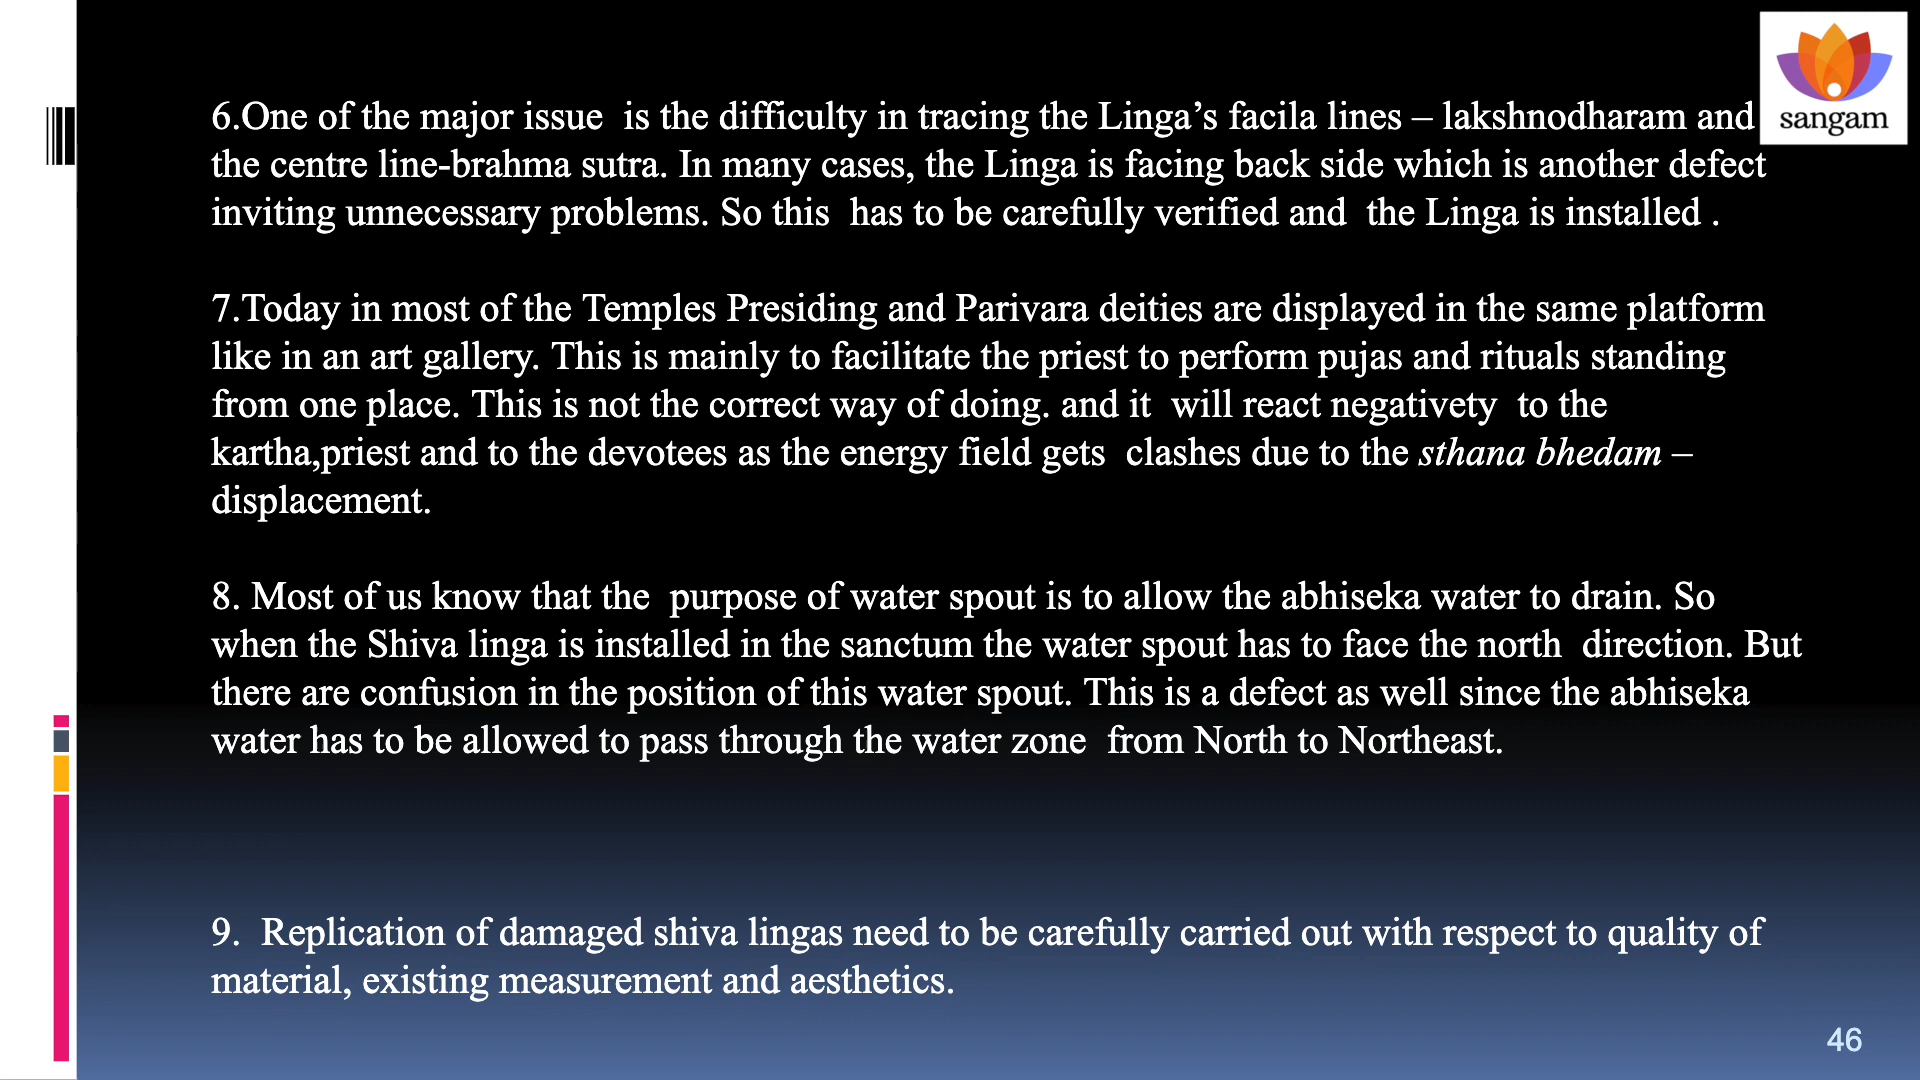 sangam
6.One of the major issue  is the difficulty in tracing the Linga’s facila lines – lakshnodharam and
the centre line-brahma sutra. In many cases, the Linga is facing back side which is another defect
inviting unnecessary problems. So this  has to be carefully verified and  the Linga is installed .
7.Today in most of the Temples Presiding and Parivara deities are displayed in the same platform
like in an art gallery. This is mainly to facilitate the priest to perform pujas and rituals standing
from one place. This is not the correct way of doing. and it  will react negativety  to the
kartha,priest and to the devotees as the energy field gets  clashes due to the sthana bhedam –
displacement.
8. Most of us know that the  purpose of water spout is to allow the abhiseka water to drain. So
when the Shiva linga is installed in the sanctum the water spout has to face the north  direction. But
there are confusion in the position of this water spout. This is a defect as well since the abhiseka
water has to be allowed to pass through the water zone  from North to Northeast.
9.  Replication of damaged shiva lingas need to be carefully carried out with respect to quality of
material, existing measurement and aesthetics.
46